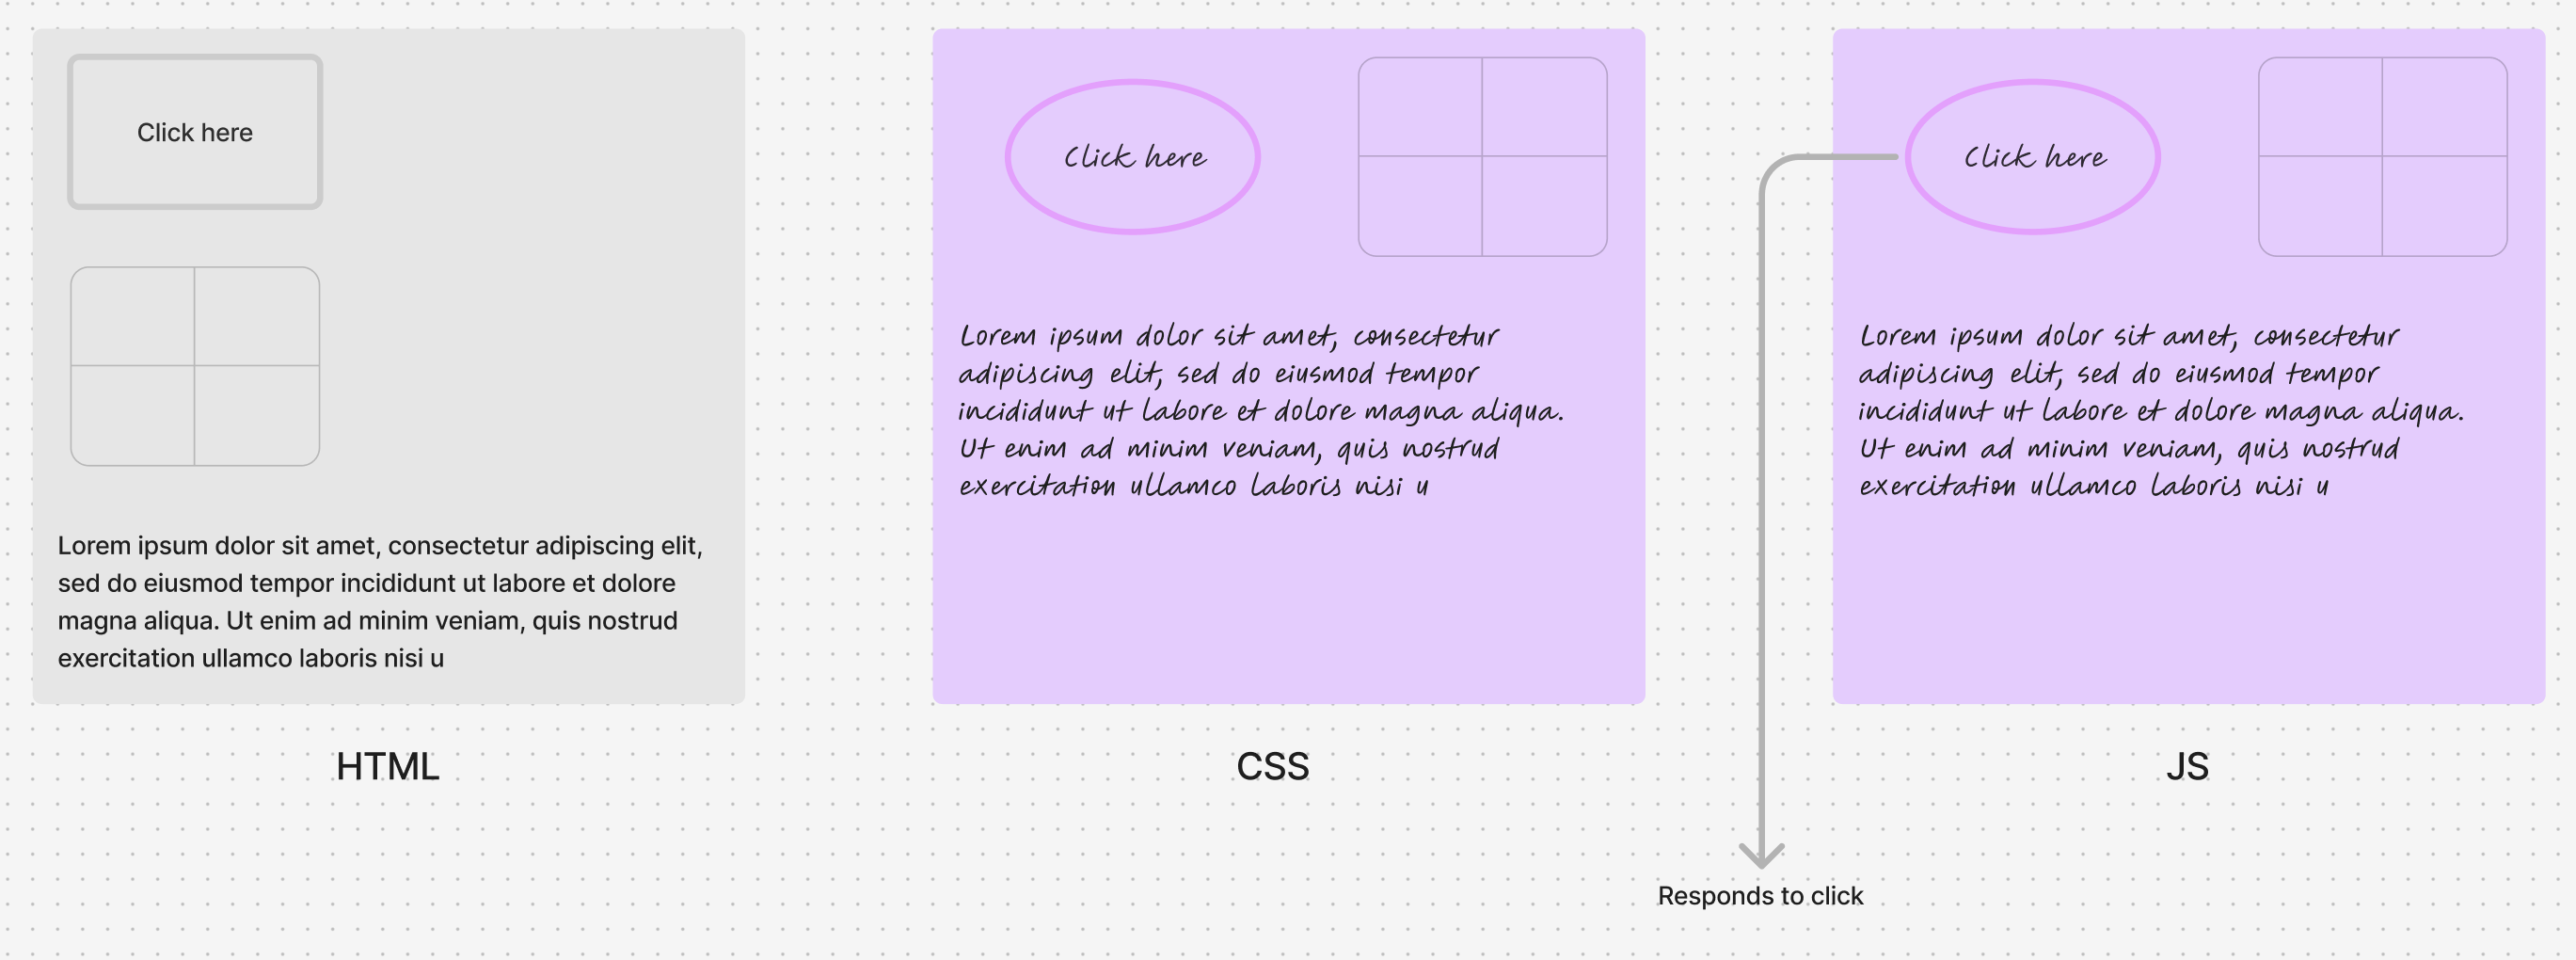 Click here
Lorem ipsum dolor sit amet, consectetur adipiscing elit,
sed do eiusmod tempor incididunt ut labore et dolore
magna aliqua. Ut enim ad minim veniam, quis nostrud
exercitation ullamco laboris nisi u
HTML
Click here
Lorem ipsum dolor sit amet, consectetur
adipiscing elit, sed do eiusmod tempor
incididunt ut labore et dolore magna aliqua.
Ut enim ad minim veniam, quis nostrud
exercitation ullamco laboris nisi u
CSS
Click here
Lorem ipsum dolor sit amet, consectetur
adipiscing elit, sed do eiusmod tempor
incididunt ut labore et dolore magna aliqua.
Ut enim ad minim veniam, quis nostrud
exercitation ullamco laboris nisi u
JS
Responds to click